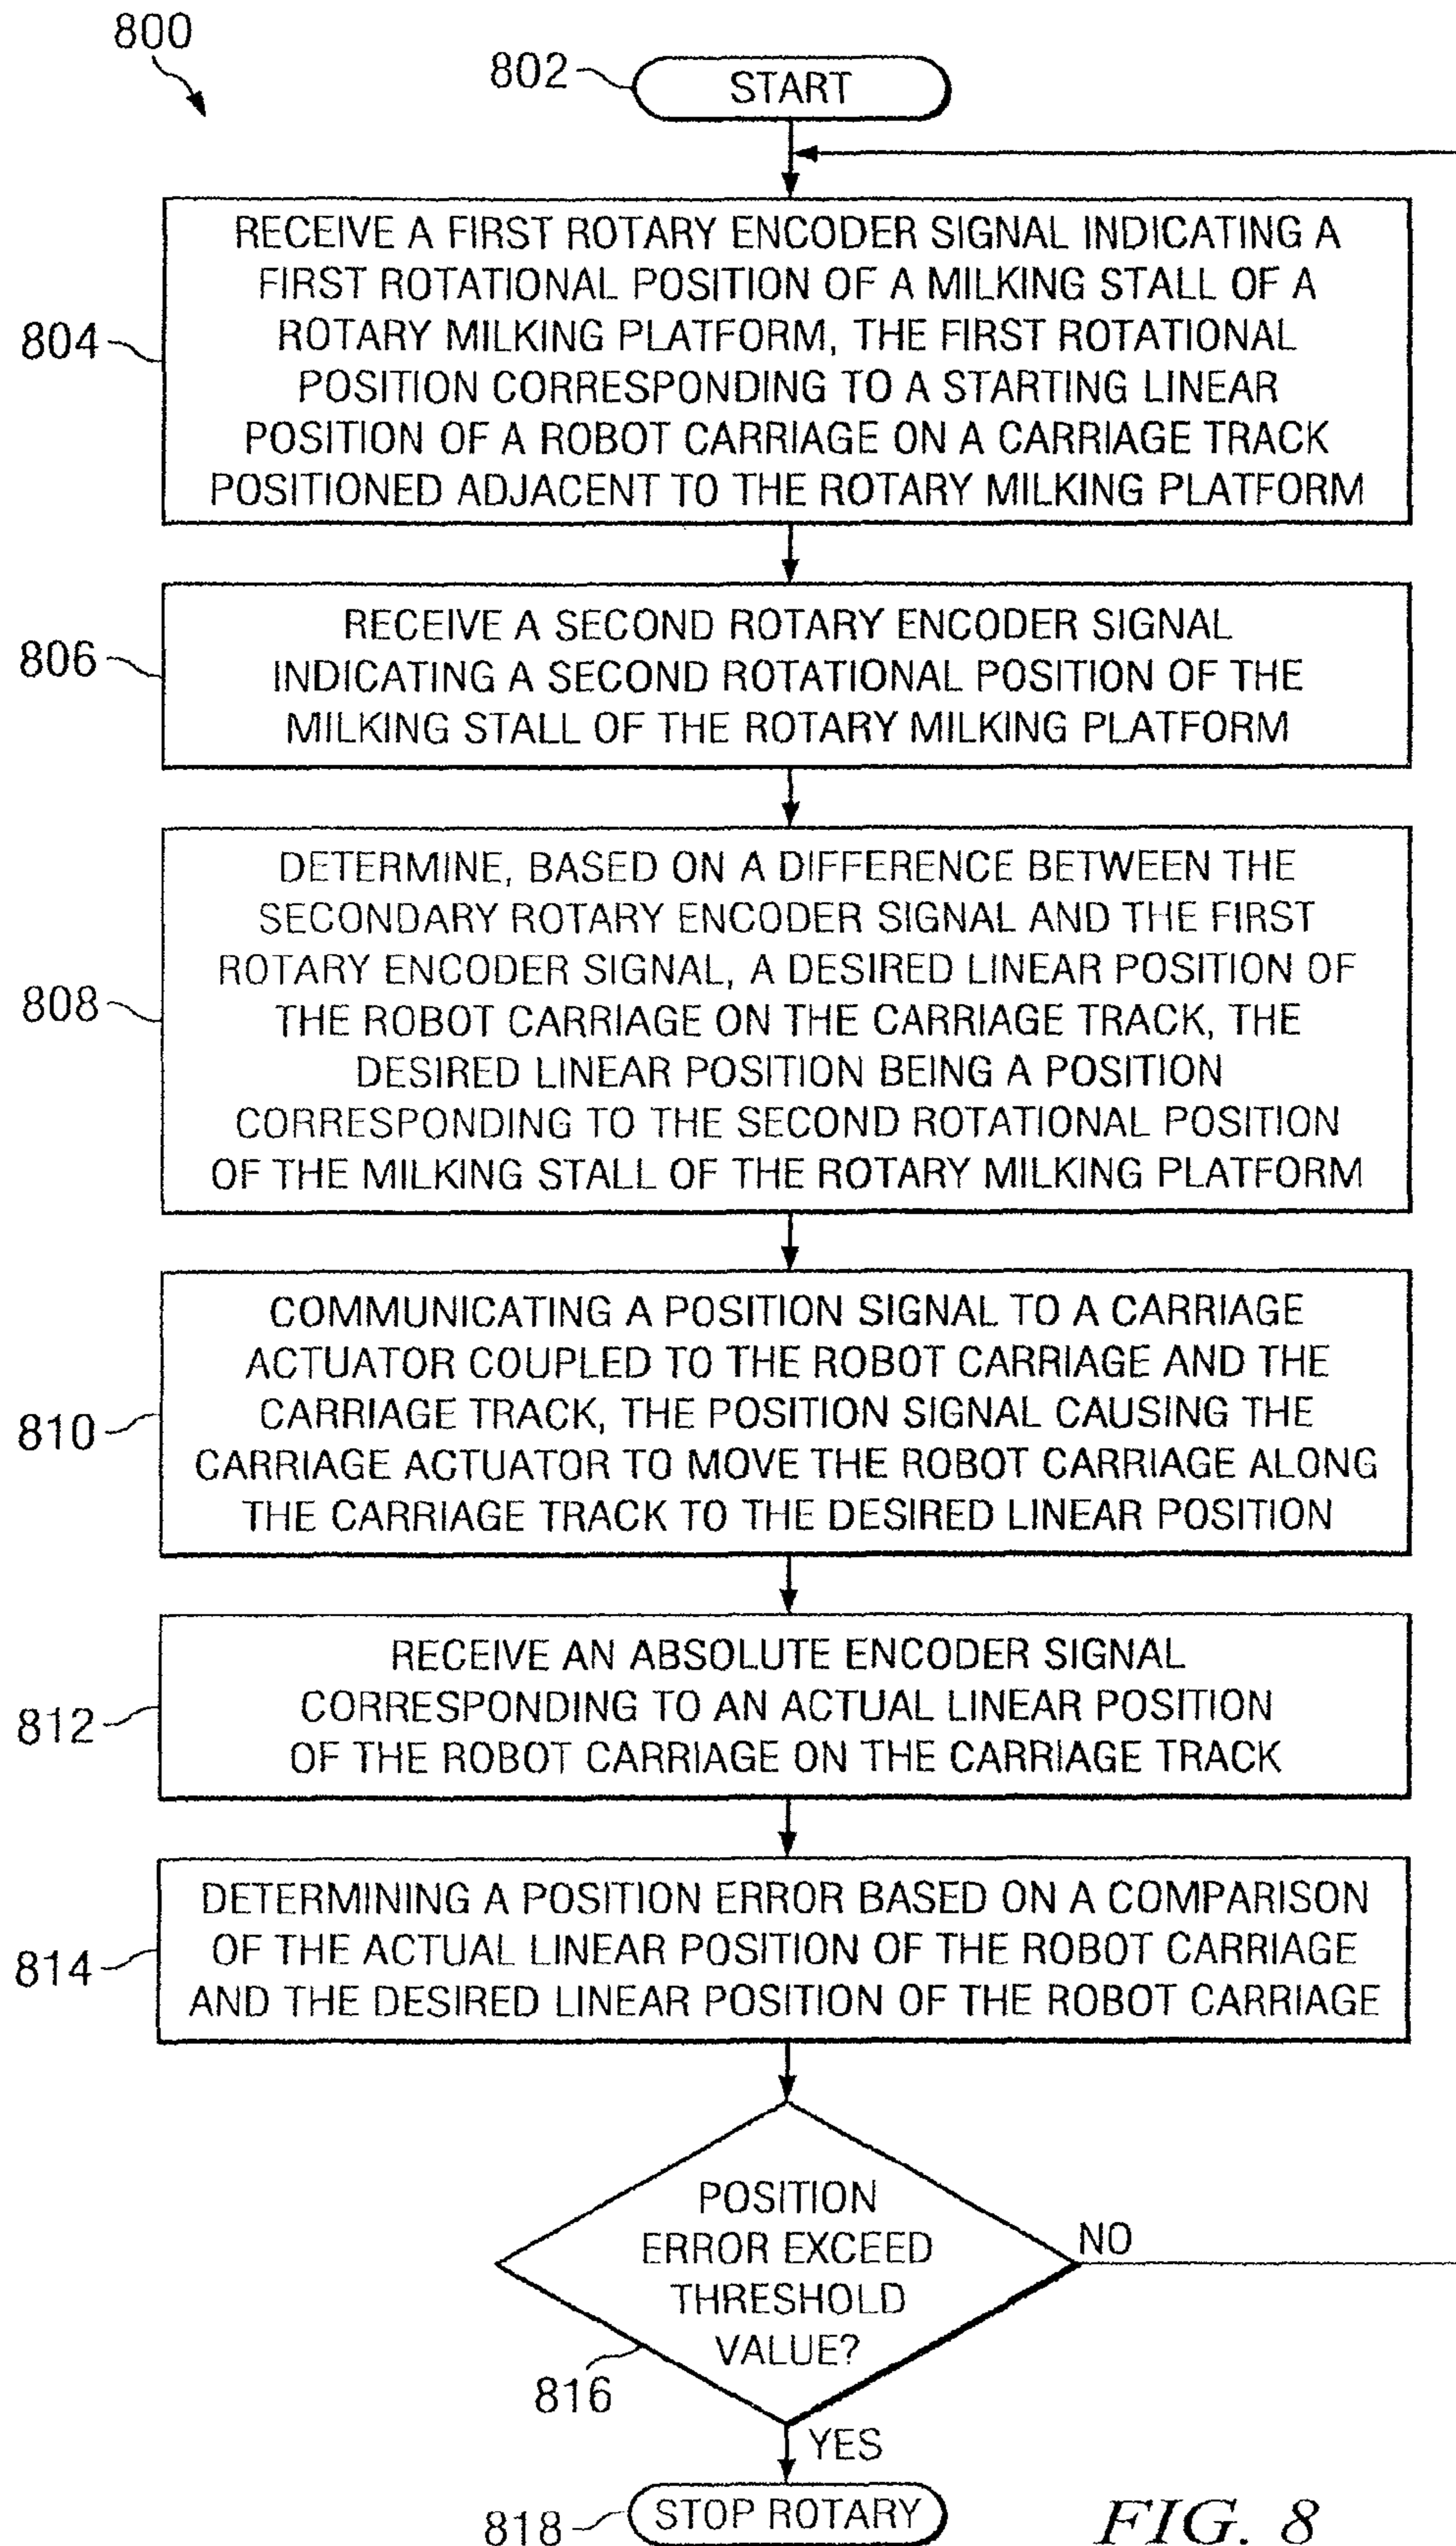 800
802
START
804
RECEIVE A FIRST ROTARY ENCODER SIGNAL INDICATING A
FIRST ROTATIONAL POSITION OF A MILKING STALL OF A
ROTARY MILKING PLATFORM, THE FIRST ROTATIONAL
POSITION CORRESPONDING TO A STARTING LINEAR
POSITION OF A ROBOT CARRIAGE ON A CARRIAGE TRACK
POSITIONED ADJACENT TO THE ROTARY MILKING PLATFORM
806
RECEIVE A SECOND ROTARY ENCODER SIGNAL
INDICATING A SECOND ROTATIONAL POSITION OF THE
MILKING STALL OF THE ROTARY MILKING PLATFORM
808
DETERMINE, BASED ON A DIFFERENCE BETWEEN THE
SECONDARY ROTARY ENCODER SIGNAL AND THE FIRST
ROTARY ENCODER SIGNAL, A DESIRED LINEAR POSITION OF
THE ROBOT CARRIAGE ON THE CARRIAGE TRACK, THE
DESIRED LINEAR POSITION BEING A POSITION
CORRESPONDING TO THE SECOND ROTATIONAL POSITION
OF THE MILKING STALL OF THE ROTARY MILKING PLATFORM
810
COMMUNICATING A POSITION SIGNAL TO A CARRIAGE
ACTUATOR COUPLED TO THE ROBOT CARRIAGE AND THE
CARRIAGE TRACK, THE POSITION SIGNAL CAUSING THE
CARRIAGE ACTUATOR TO MOVE THE ROBOT CARRIAGE ALONG
THE CARRIAGE TRACK TO THE DESIRED LINEAR POSITION
812
RECEIVE AN ABSOLUTE ENCODER SIGNAL
CORRESPONDING TO AN ACTUAL LINEAR POSITION
OF THE ROBOT CARRIAGE ON THE CARRIAGE TRACK
814
DETERMINING A POSITION ERROR BASED ON A COMPARISON
OF THE ACTUAL LINEAR POSITION OF THE ROBOT CARRIAGE
AND THE DESIRED LINEAR POSITION OF THE ROBOT CARRIAGE
POSITION
ERROR EXCEED
THRESHOLD
VALUE?
NO
816
YES
818
STOP ROTARY
FIG. 8